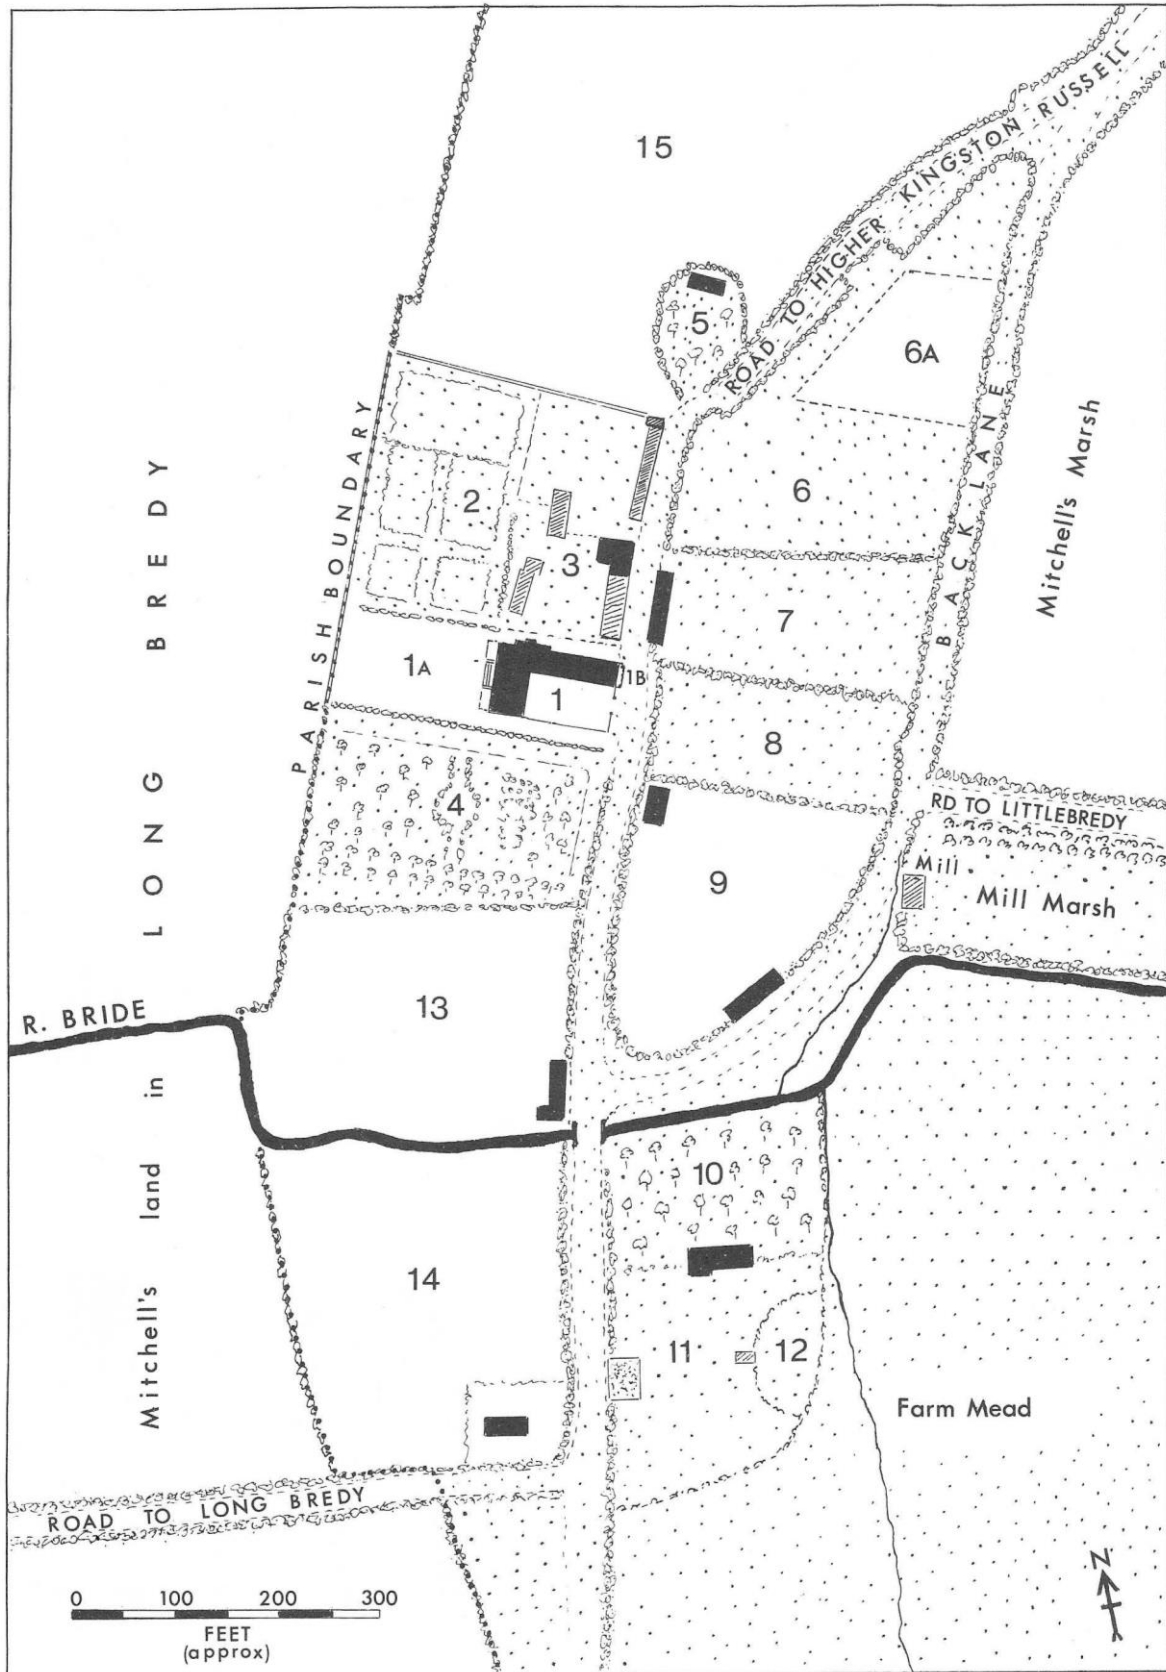 15
ROAD TO HIGHER KINGSTON RUSSELL
5
6A
BACK LANE
Mitchell's Marsh
PARISH BOUNDARY
LONG BREDY
2
6
3
7
1A
1
1B
8
4
RD TO LITTLEBREDY
Mill
Mill Marsh
9
13
R. BRIDE
Mitchell's land in
10
14
11
12
Farm Mead
ROAD TO LONG BREDY
0 100 200 300
FEET
(approx)
N